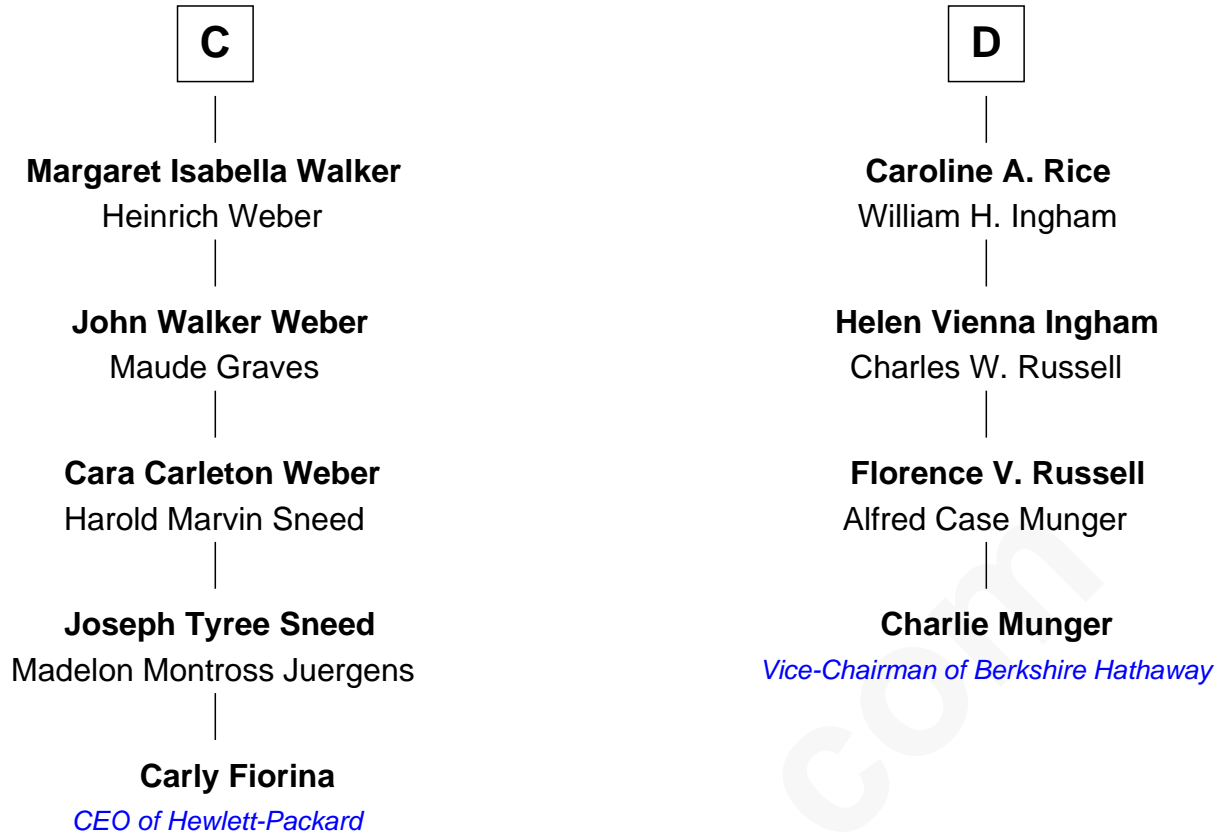 C
Margaret Isabella Walker
Heinrich Weber
John Walker Weber
Maude Graves
Cara Carleton Weber
Harold Marvin Sneed
Joseph Tyree Sneed
Madelon Montross Juergens
Carly Fiorina
CEO of Hewlett-Packard
D
Caroline A. Rice
William H. Ingham
Helen Vienna Ingham
Charles W. Russell
Florence V. Russell
Alfred Case Munger
Charlie Munger
Vice-Chairman of Berkshire Hathaway
com